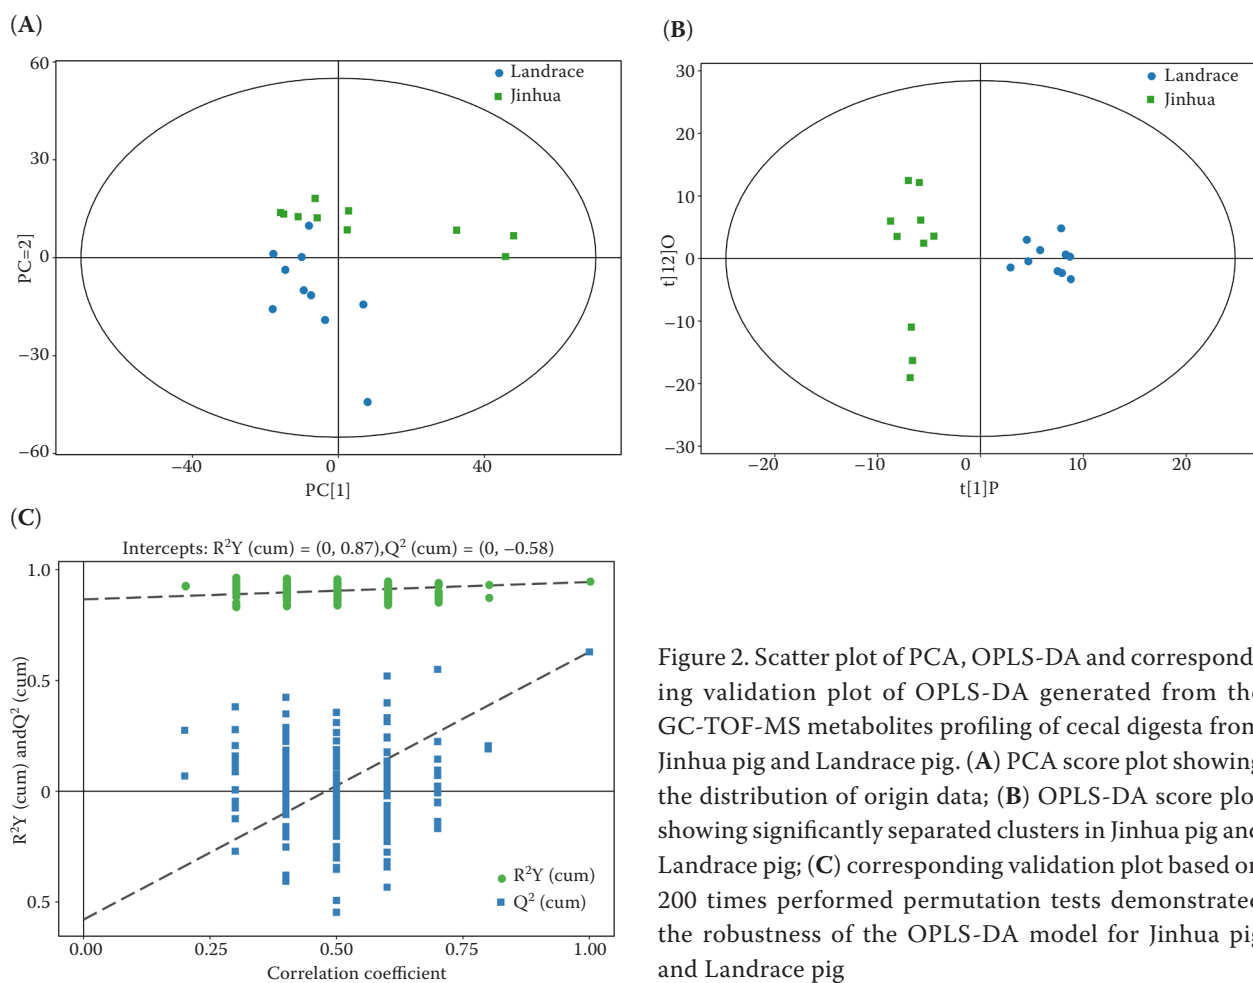 (A)
60
30
0
−30
−60
PC=2]
−40
0
40
PC[1]
Landrace
Jinhua
(B)
30
20
10
0
−10
−20
−30
t]12]O
−20
−10
0
10
20
t[1]P
Landrace
Jinhua
(C)
Intercepts: R²Y (cum) = (0, 0.87),Q² (cum) = (0, −0.58)
1.0
0.5
0
0.5
R²Y (cum) andQ² (cum)
0.00
0.25
0.50
0.75
1.00
Correlation coefficient
R²Y (cum)
Q² (cum)
Figure 2. Scatter plot of PCA, OPLS-DA and correspond
ing validation plot of OPLS-DA generated from the
GC-TOF-MS metabolites profiling of cecal digesta from
Jinhua pig and Landrace pig. (A) PCA score plot showing
the distribution of origin data; (B) OPLS-DA score plo
showing significantly separated clusters in Jinhua pig and
Landrace pig; (C) corresponding validation plot based on
200 times performed permutation tests demonstrated
the robustness of the OPLS-DA model for Jinhua pig
and Landrace pig